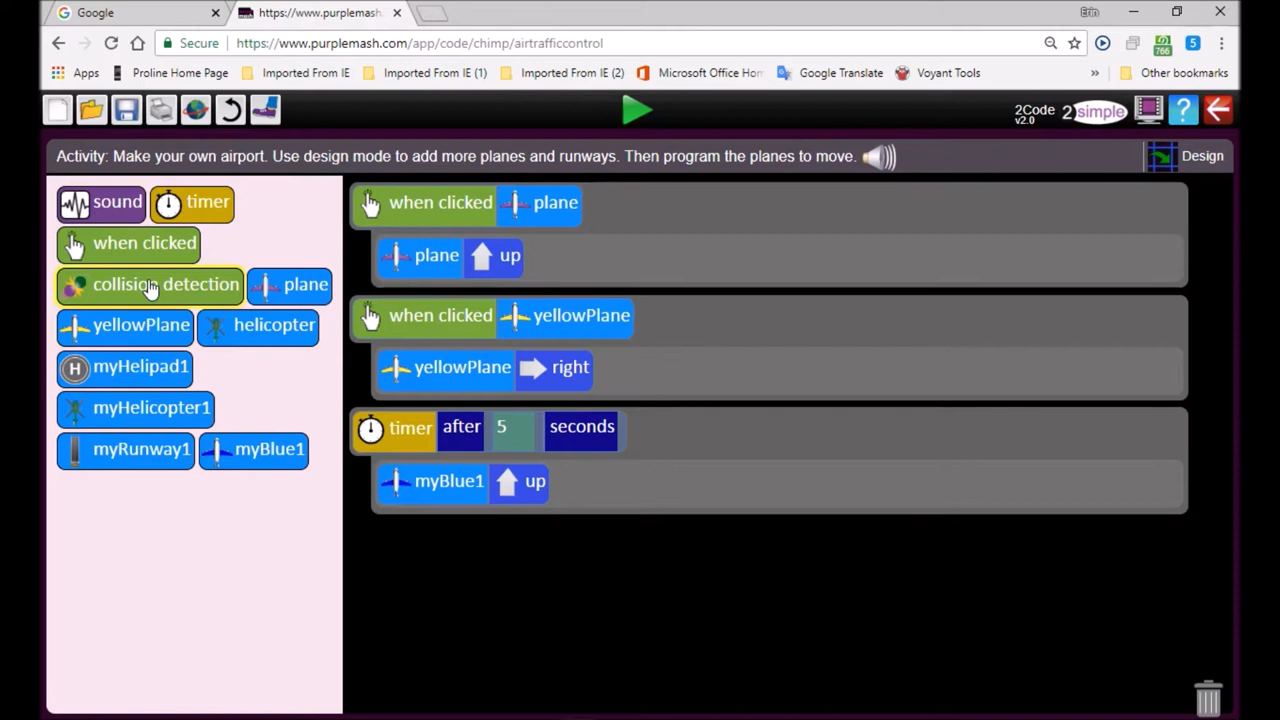 Google
https://www.purplemash.com/
Erin
Secure
https://www.purplemash.com/app/code/chimp/airtrafficcontrol
766
5
Apps
Proline Home Page
Imported From IE
Imported From IE (1)
Imported From IE (2)
Microsoft Office Hom
Google Translate
Voyant Tools
»
Other bookmarks
2Code
v2.0
2simple
?
Activity: Make your own airport. Use design mode to add more planes and runways. Then program the planes to move.
Design
sound
timer
when clicked
collision detection
plane
yellowPlane
helicopter
H
myHelipad1
myHelicopter1
myRunway1
myBlue1
when clicked plane
plane up
when clicked yellowPlane
yellowPlane right
timer after 5 seconds
myBlue1 up